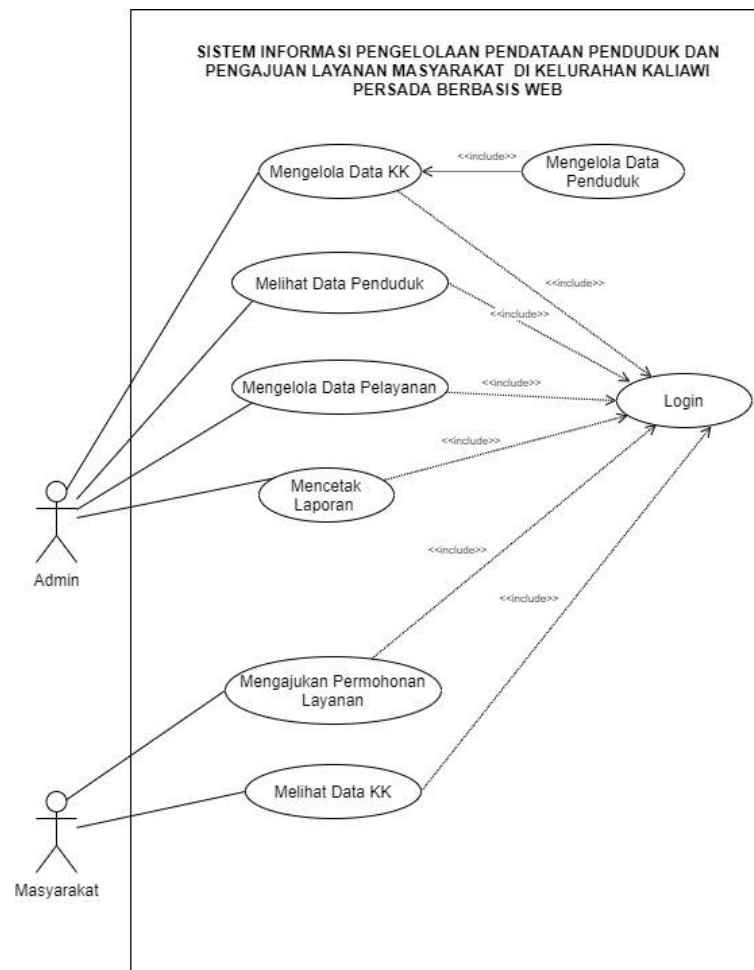 SISTEM INFORMASI PENGELOLAAN PENDATAAN PENDUDUK DAN
PENGAJUAN LAYANAN MASYARAKAT DI KELURAHAN KALIAWI
PERSADA BERBASIS WEB
Mengelola Data KK
<<include>>
Mengelola Data
Penduduk
Melihat Data Penduduk
<<include>>
<<include>>
Mengelola Data Pelayanan
<<include>>
Login
Mencetak
Laporan
<<include>>
Admin
<<include>>
<<include>>
Mengajukan Permohonan
Layanan
Melihat Data KK
Masyarakat